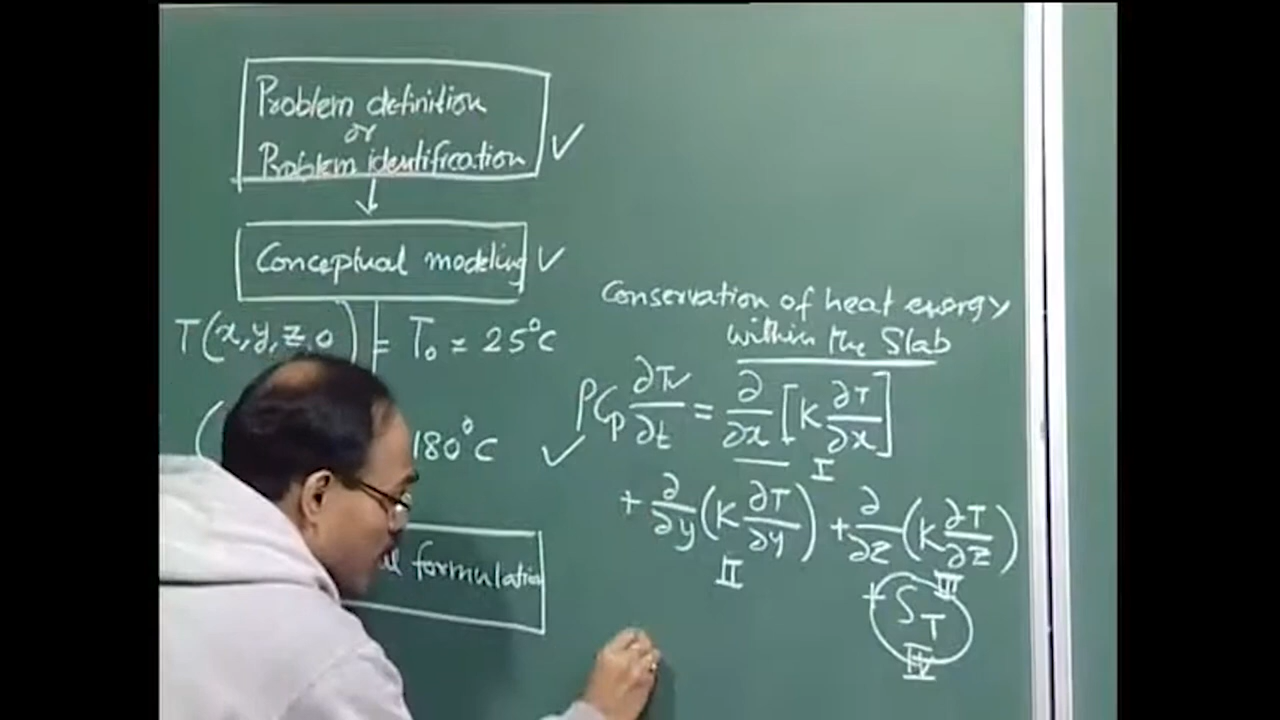 Problem definition
or
Problem identification ✓
↓
Conceptual modeling ✓
T(x,y,z,0) = T₀ = 25°C
( 180°C ✓
formulation
Conservation of heat energy
within the Slab
ρCₚ ∂T/∂t = ∂/∂x [K ∂T/∂x]
I
+ ∂/∂y (K ∂T/∂y) + ∂/∂z (K ∂T/∂z)
II III
+ S_T
IV